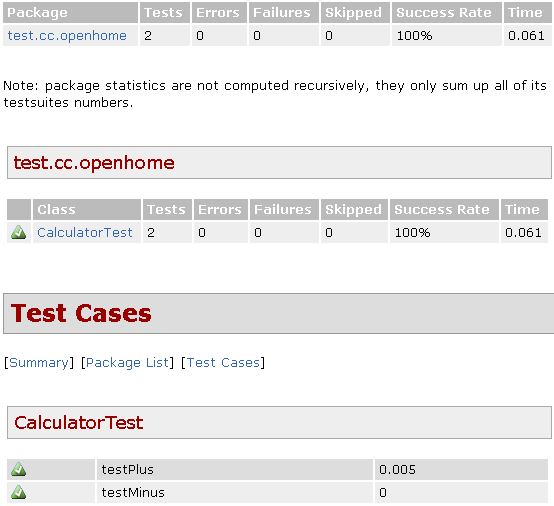 Package Tests Errors Failures Skipped Success Rate Time
test.cc.openhome 2 0 0 0 100% 0.061
Note: package statistics are not computed recursively, they only sum up all of its
testsuites numbers.
test.cc.openhome
Class Tests Errors Failures Skipped Success Rate Time
CalculatorTest 2 0 0 0 100% 0.061
Test Cases
[Summary] [Package List] [Test Cases]
CalculatorTest
testPlus 0.005
testMinus 0